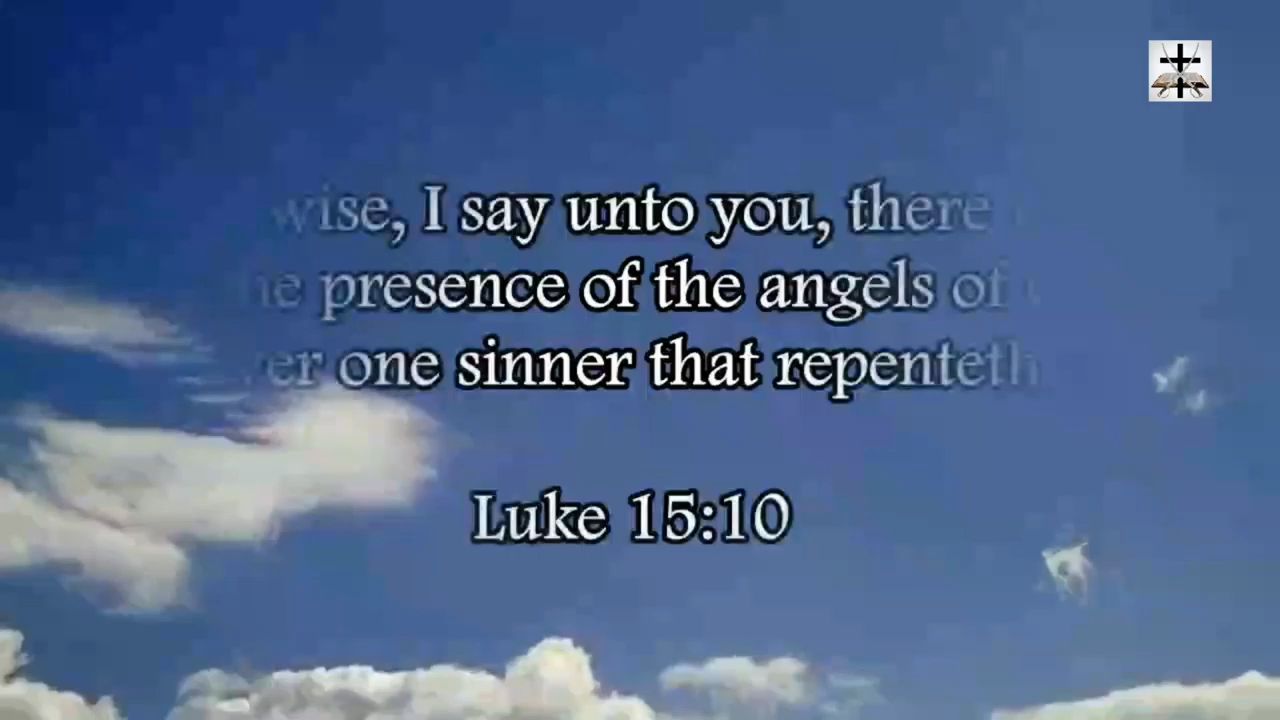 wise, I say unto you, there
presence of the angels of
one sinner that repenteth
Luke 15:10